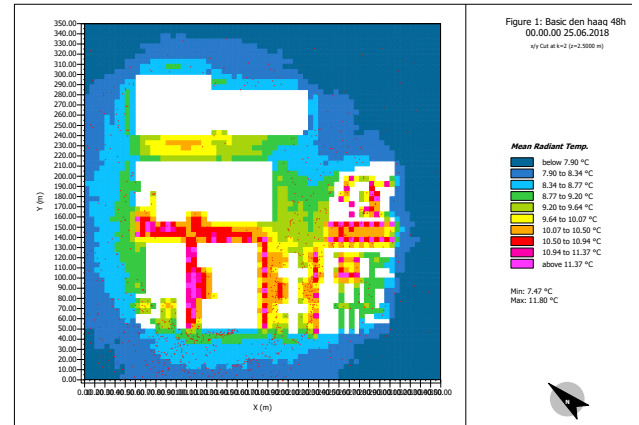 Figure 1: Basic den haag 48h
00.00.00 25.06.2018
x/y Cut at k=2 (z=2.5000 m)
350.00
340.00
330.00
320.00
310.00
300.00
290.00
280.00
270.00
260.00
250.00
240.00
230.00
220.00
210.00
200.00
190.00
180.00
170.00
160.00
150.00
140.00
130.00
120.00
110.00
100.00
90.00
80.00
70.00
60.00
50.00
40.00
30.00
20.00
10.00
0.00
Y (m)
X (m)
Mean Radiant Temp.
below 7.90 °C
7.90 to 8.34 °C
8.34 to 8.77 °C
8.77 to 9.20 °C
9.20 to 9.64 °C
9.64 to 10.07 °C
10.07 to 10.50 °C
10.50 to 10.94 °C
10.94 to 11.37 °C
above 11.37 °C
Min: 7.47 °C
Max: 11.80 °C
N